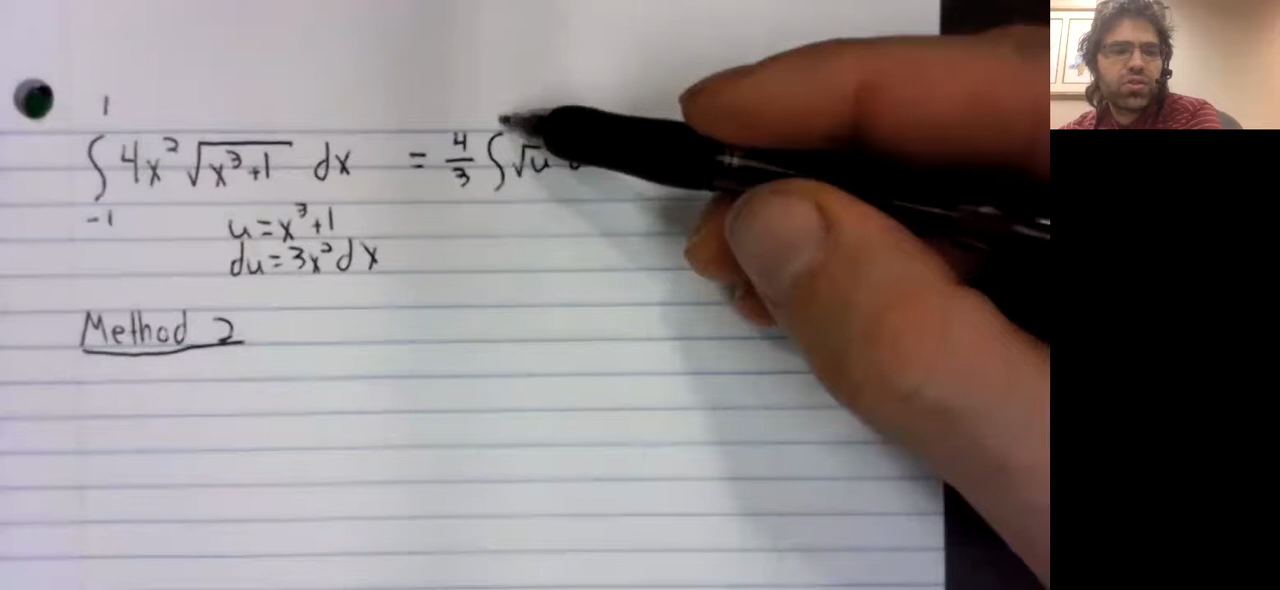 ∫_{-1}^{1} 4x² √(x³+1) dx = 4/3 ∫ √u
u = x³+1
du = 3x² dx
Method 2